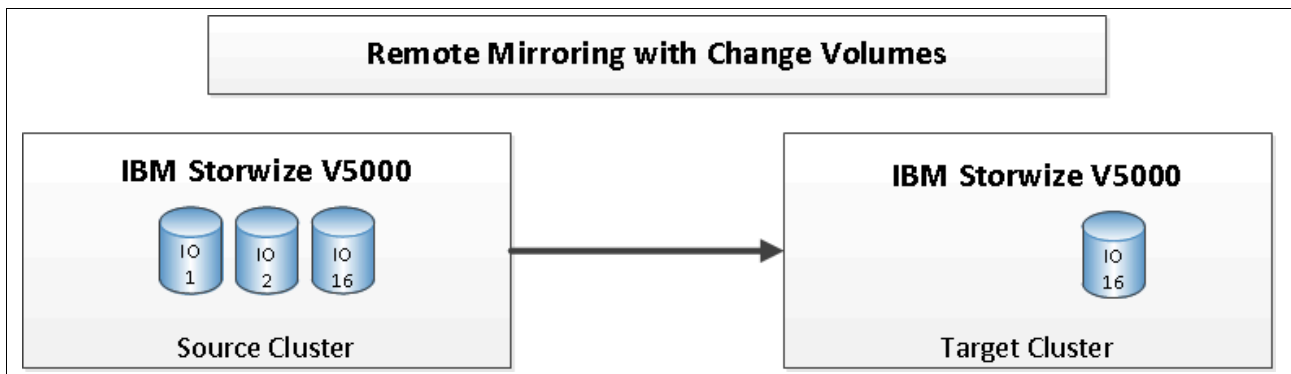 Remote Mirroring with Change Volumes
IBM Storwize V5000
IO
1
IO
2
IO
16
Source Cluster
IBM Storwize V5000
IO
16
Target Cluster